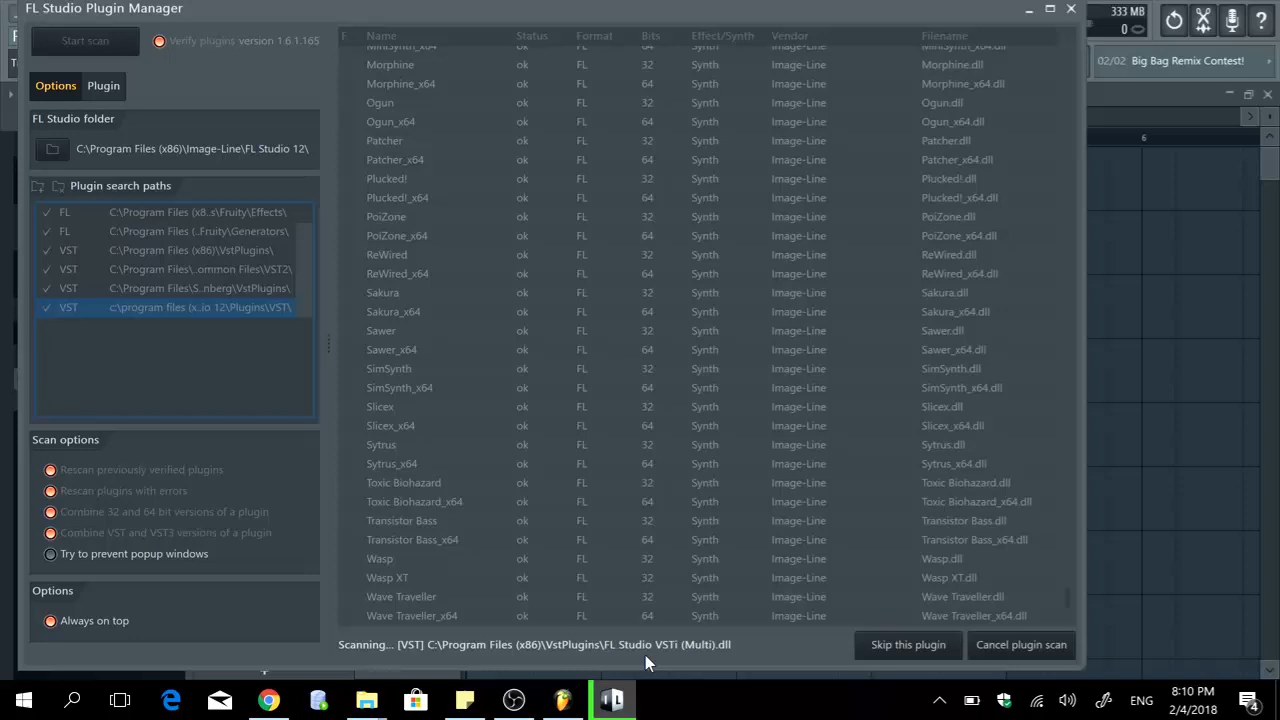 FL Studio Plugin Manager
333 MB
0
Start scan
Verify plugins version 1.6.1.165
Options Plugin
FL Studio folder
C:\Program Files (x86)\Image-Line\FL Studio 12\
Plugin search paths
FL C:\Program Files (x8..s\Fruity\Effects\
FL C:\Program Files (..Fruity\Generators\
VST C:\Program Files (x86)\VstPlugins\
VST C:\Program Files\..ommon Files\VST2\
VST C:\Program Files\S..nberg\VstPlugins\
VST c:\program files (x..io 12\Plugins\VST\
Scan options
Rescan previously verified plugins
Rescan plugins with errors
Combine 32 and 64 bit versions of a plugin
Combine VST and VST3 versions of a plugin
Try to prevent popup windows
Options
Always on top
F Name Status Format Bits Effect/Synth Vendor Filename
MiniSynth_x64 ok FL 64 Synth Image-Line MiniSynth_x64.dll
Morphine ok FL 32 Synth Image-Line Morphine.dll
Morphine_x64 ok FL 64 Synth Image-Line Morphine_x64.dll
Ogun ok FL 32 Synth Image-Line Ogun.dll
Ogun_x64 ok FL 64 Synth Image-Line Ogun_x64.dll
Patcher ok FL 32 Synth Image-Line Patcher.dll
Patcher_x64 ok FL 64 Synth Image-Line Patcher_x64.dll
Plucked! ok FL 32 Synth Image-Line Plucked!.dll
Plucked!_x64 ok FL 64 Synth Image-Line Plucked!_x64.dll
PoiZone ok FL 32 Synth Image-Line PoiZone.dll
PoiZone_x64 ok FL 64 Synth Image-Line PoiZone_x64.dll
ReWired ok FL 32 Synth Image-Line ReWired.dll
ReWired_x64 ok FL 64 Synth Image-Line ReWired_x64.dll
Sakura ok FL 32 Synth Image-Line Sakura.dll
Sakura_x64 ok FL 64 Synth Image-Line Sakura_x64.dll
Sawer ok FL 32 Synth Image-Line Sawer.dll
Sawer_x64 ok FL 64 Synth Image-Line Sawer_x64.dll
SimSynth ok FL 32 Synth Image-Line SimSynth.dll
SimSynth_x64 ok FL 64 Synth Image-Line SimSynth_x64.dll
Slicex ok FL 32 Synth Image-Line Slicex.dll
Slicex_x64 ok FL 64 Synth Image-Line Slicex_x64.dll
Sytrus ok FL 32 Synth Image-Line Sytrus.dll
Sytrus_x64 ok FL 64 Synth Image-Line Sytrus_x64.dll
Toxic Biohazard ok FL 32 Synth Image-Line Toxic Biohazard.dll
Toxic Biohazard_x64 ok FL 64 Synth Image-Line Toxic Biohazard_x64.dll
Transistor Bass ok FL 32 Synth Image-Line Transistor Bass.dll
Transistor Bass_x64 ok FL 64 Synth Image-Line Transistor Bass_x64.dll
Wasp ok FL 32 Synth Image-Line Wasp.dll
Wasp XT ok FL 32 Synth Image-Line Wasp XT.dll
Wave Traveller ok FL 32 Synth Image-Line Wave Traveller.dll
Wave Traveller_x64 ok FL 64 Synth Image-Line Wave Traveller_x64.dll
Scanning... [VST] C:\Program Files (x86)\VstPlugins\FL Studio VSTi (Multi).dll
Skip this plugin
Cancel plugin scan
02/02 Big Bag Remix Contest!
6
ENG
8:10 PM
2/4/2018
4